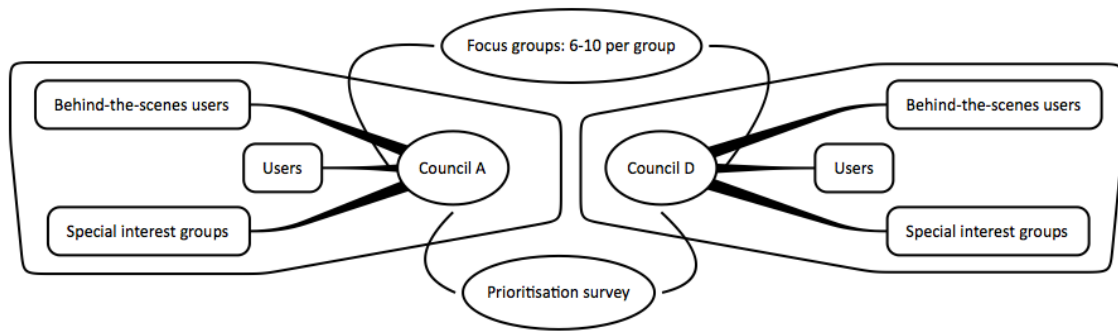 Focus groups: 6-10 per group
Behind-the-scenes users
Behind-the-scenes users
Users
Council A
Council D
Users
Special interest groups
Special interest groups
Prioritisation survey